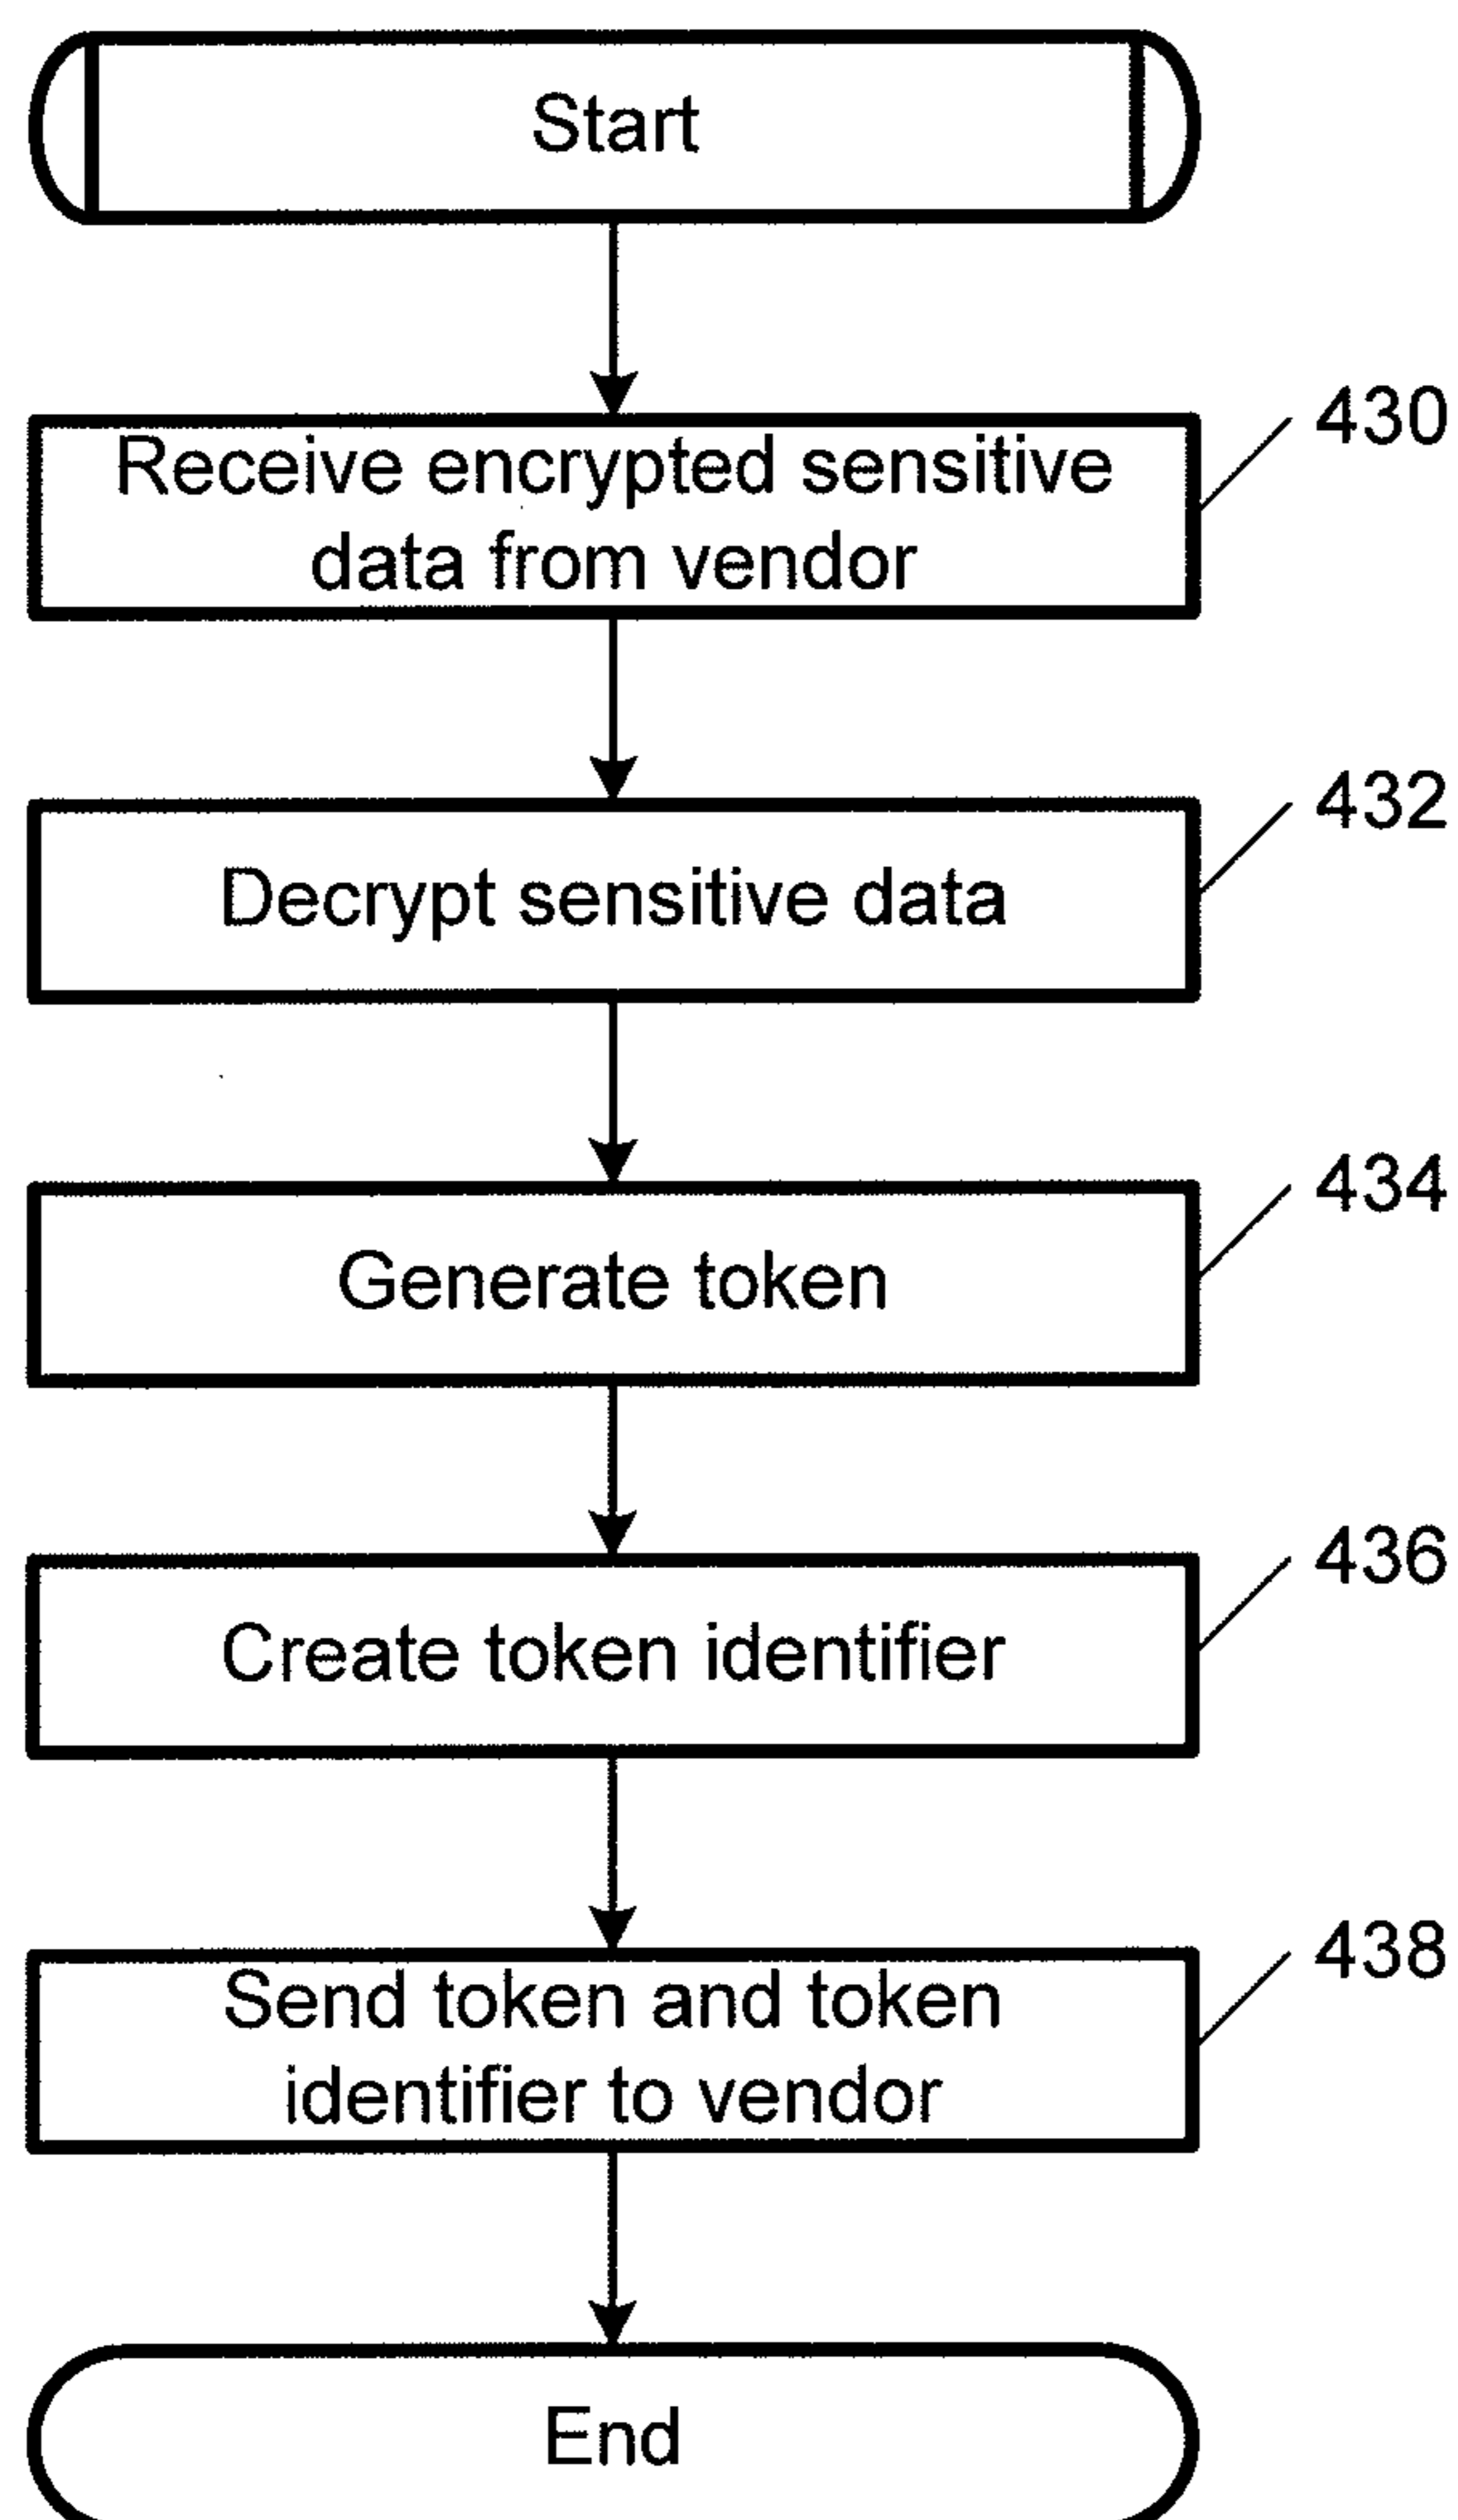 Start
430
Receive encrypted sensitive
data from vendor
432
Decrypt sensitive data
434
Generate token
436
Create token identifier
438
Send token and token
identifier to vendor
End